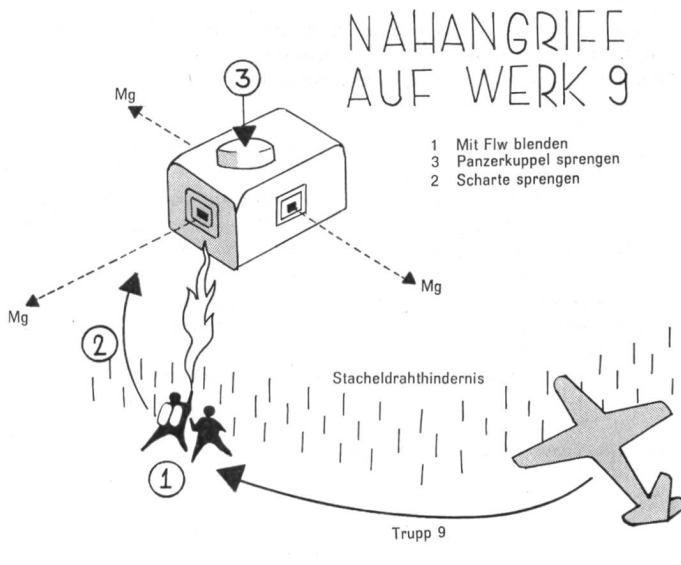 NAHANGRIFF
AUF WERK 9
1 Mit Flw blenden
3 Panzerkuppel sprengen
2 Scharte sprengen
3
Mg
Mg
Mg
2
Stacheldrahthindernis
1
Trupp 9